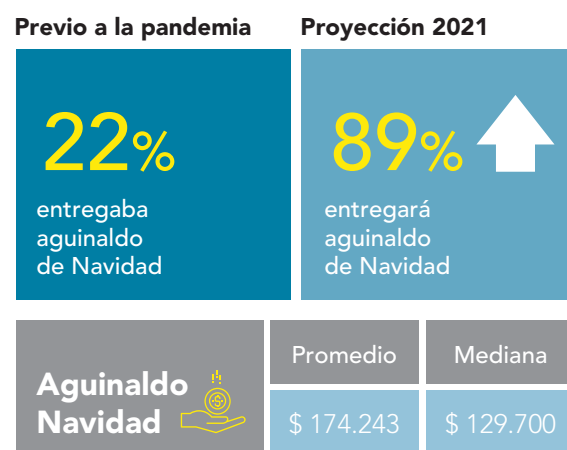 Previo a la pandemia
22%
entregaba
aguinaldo
de Navidad
Proyección 2021
89%
entregará
aguinaldo
de Navidad
Aguinaldo
Navidad
Promedio
Mediana
$ 174.243
$ 129.700